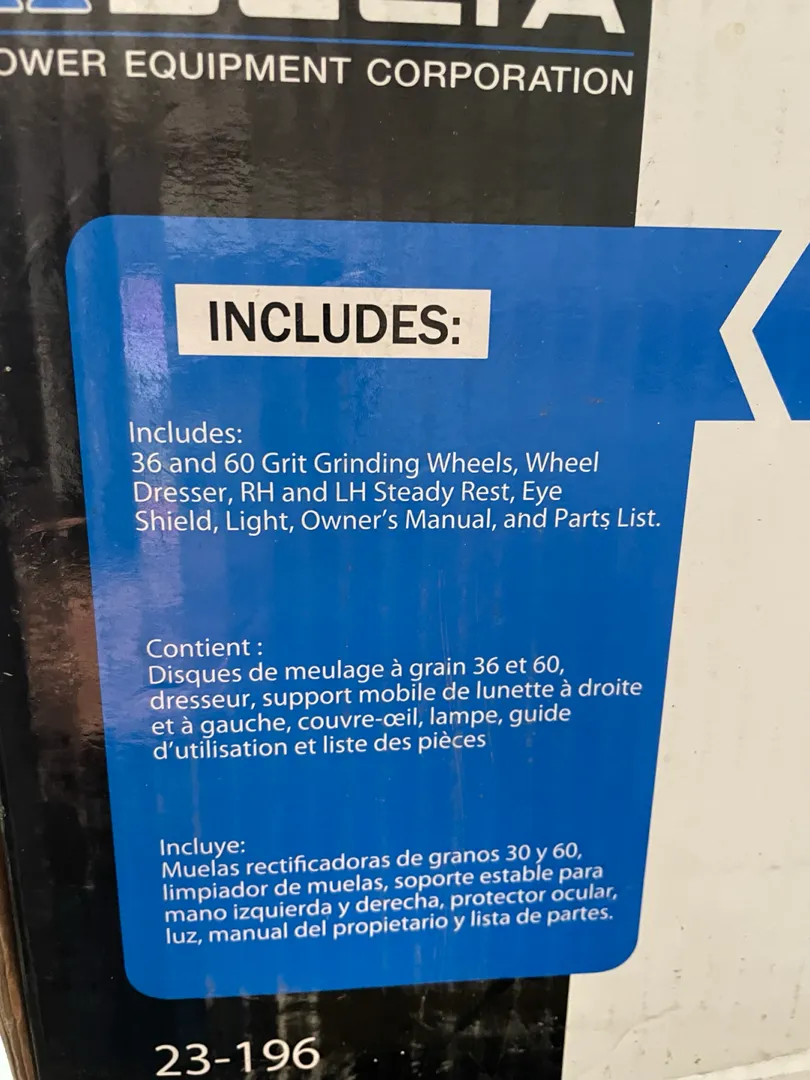 DELTA
OWER EQUIPMENT CORPORATION
INCLUDES:
Includes:
36 and 60 Grit Grinding Wheels, Wheel
Dresser, RH and LH Steady Rest, Eye
Shield, Light, Owner's Manual, and Parts List.
Contient :
Disques de meulage à grain 36 et 60,
dresseur, support mobile de lunette à droite
et à gauche, couvre-œil, lampe, guide
d'utilisation et liste des pièces
Incluye:
Muelas rectificadoras de granos 30 y 60,
limpiador de muelas, soporte estable para
mano izquierda y derecha, protector ocular,
luz, manual del propietario y lista de partes.
23-196